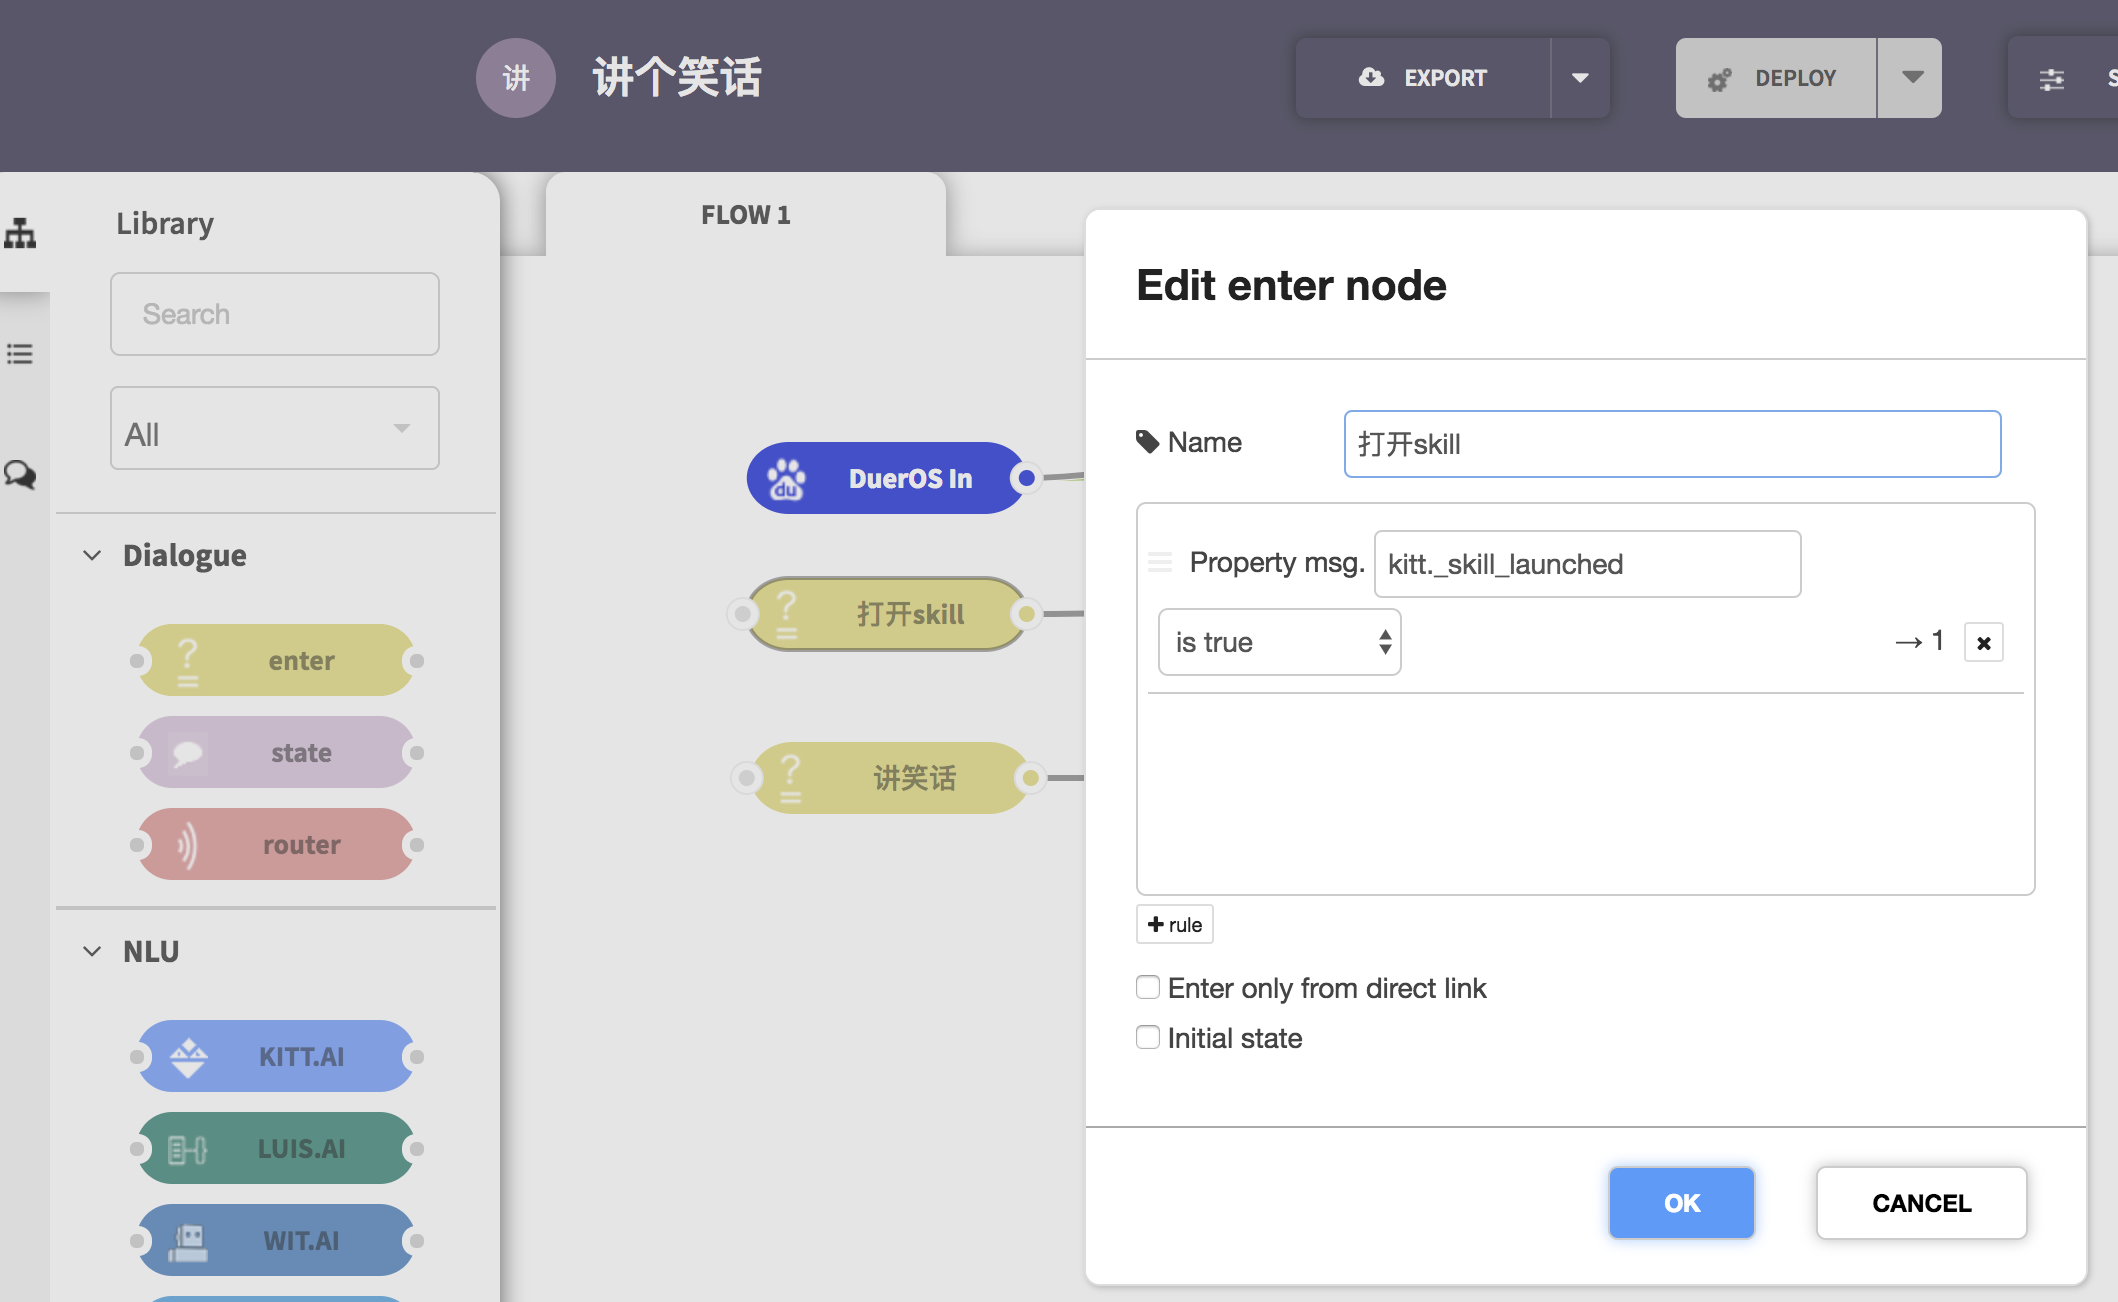 讲 讲个笑话 EXPORT DEPLOY S
Library
Search
All
Dialogue
enter
state
router
NLU
KITT.AI
LUIS.AI
WIT.AI
FLOW 1
du DuerOS In
? 打开skill
? 讲笑话
Edit enter node
Name 打开skill
Property msg. kitt._skill_launched
is true → 1 ×
+ rule
Enter only from direct link
Initial state
OK CANCEL